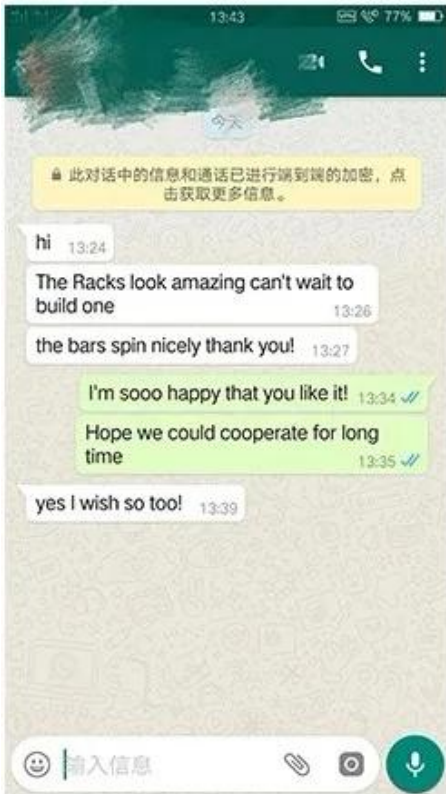 13:43 77%
今天
此对话中的信息和通话已进行端到端的加密，点
击获取更多信息。
hi 13:24
The Racks look amazing can't wait to
build one 13:26
the bars spin nicely thank you! 13:27
I'm sooo happy that you like it! 13:34
Hope we could cooperate for long
time 13:35
yes I wish so too! 13:39
输入信息